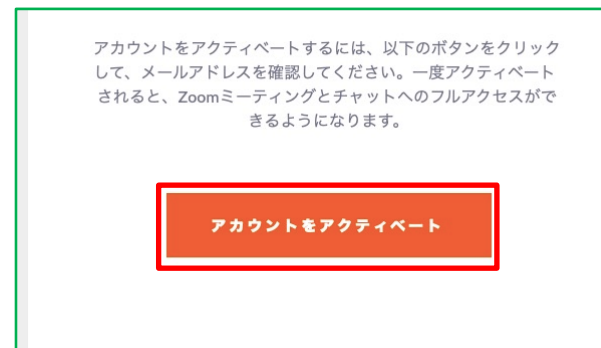 アカウントをアクティベートするには、以下のボタンをクリック
して、メールアドレスを確認してください。一度アクティベート
されると、Zoomミーティングとチャットへのフルアクセスがで
きるようになります。
アカウントをアクティベート